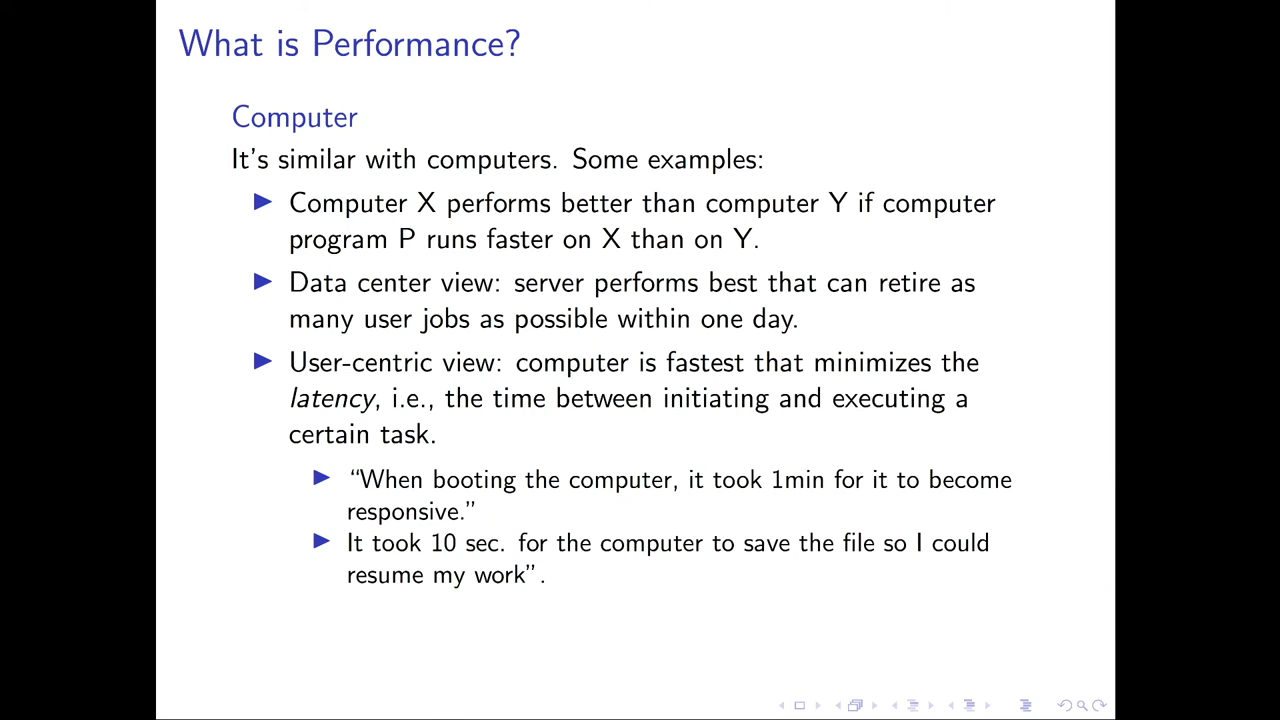 What is Performance?
Computer
It's similar with computers. Some examples:
Computer X performs better than computer Y if computer
program P runs faster on X than on Y.
Data center view: server performs best that can retire as
many user jobs as possible within one day.
User-centric view: computer is fastest that minimizes the
latency, i.e., the time between initiating and executing a
certain task.
“When booting the computer, it took 1min for it to become
responsive.”
It took 10 sec. for the computer to save the file so I could
resume my work”.